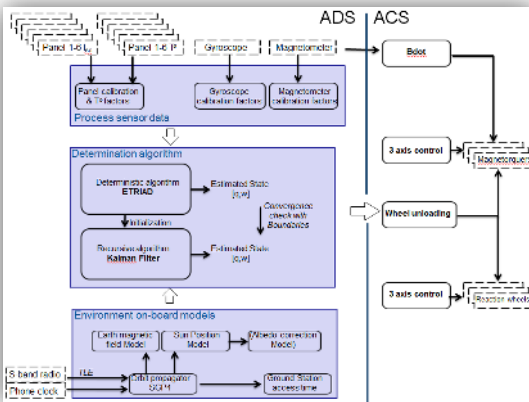 ADS
ACS
Panel 1-6 I
Panel 1-6 Tº
Gyroscope
Magnetometer
Bdot
Panel calibration
& Tº factors
Gyroscope
calibration factors
Magnetometer
calibration factors
Process sensor data
Determination algorithm
3 axis control
Magnetorquers
Deterministic algorithm
ETRIAD
Estimated State
[q,w]
Initialization
Convergence
check with
Boundaries
Wheel unloading
Recursive algorithm
Kalman Filter
Estimated State
[q,w]
3 axis control
Reaction wheels
Environment on-board models
Earth magnetic
field Model
Sun Position
Model
(Albedo correction
Model)
S band radio
TLE
Phone clock
Orbit propagator
SGP4
Ground Station
access time